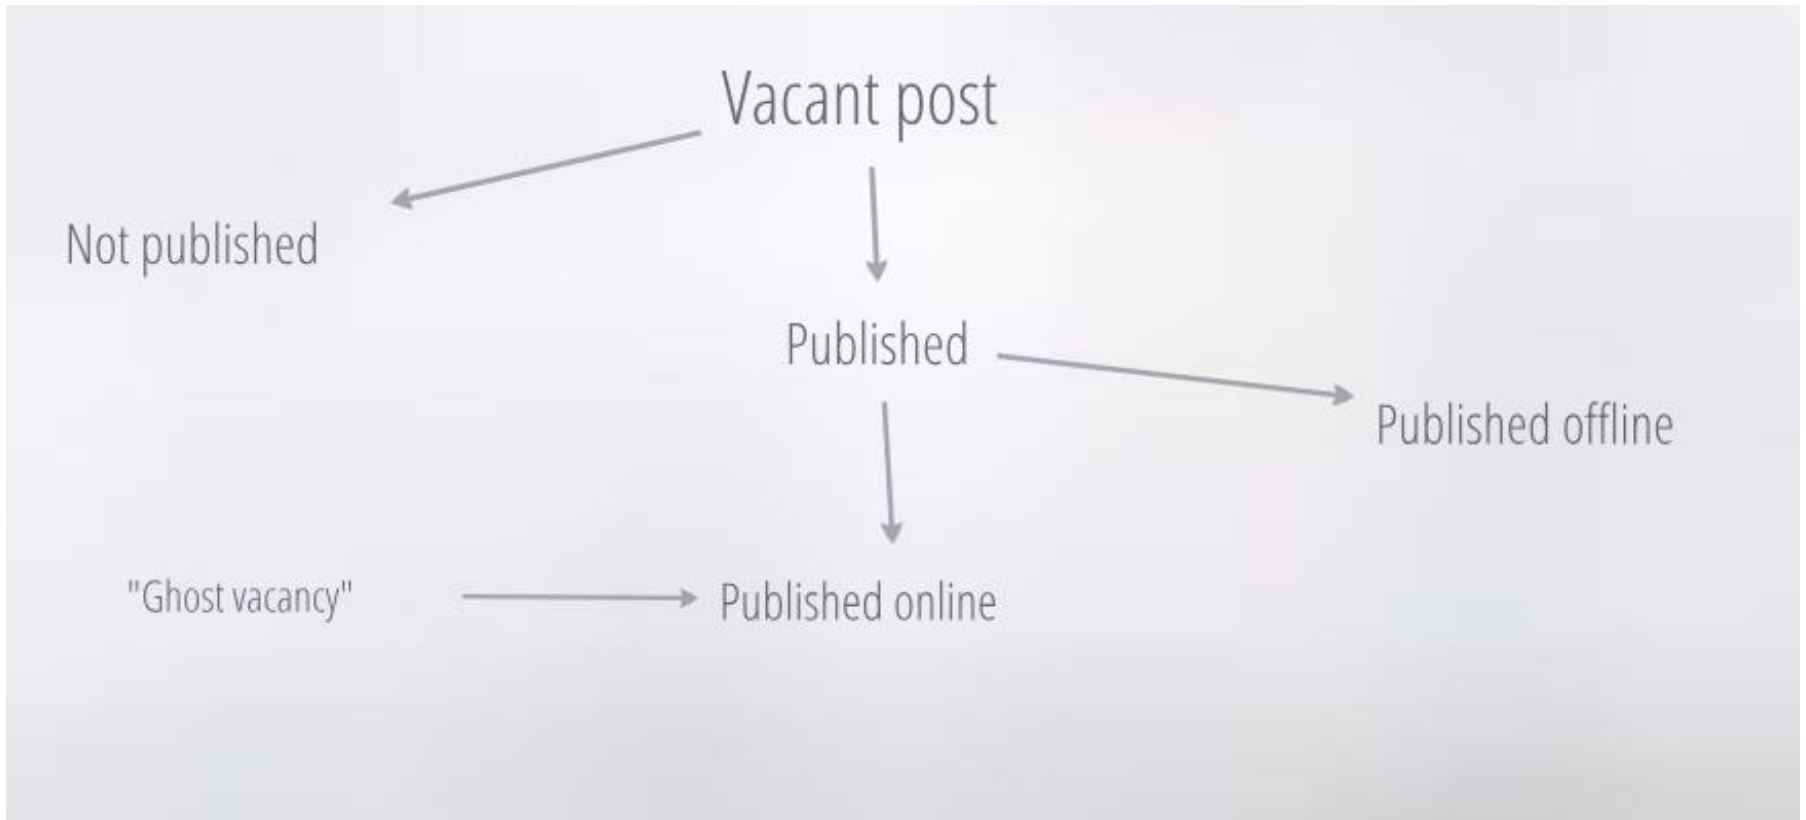 Vacant post
Not published
Published
Published offline
"Ghost vacancy"
Published online